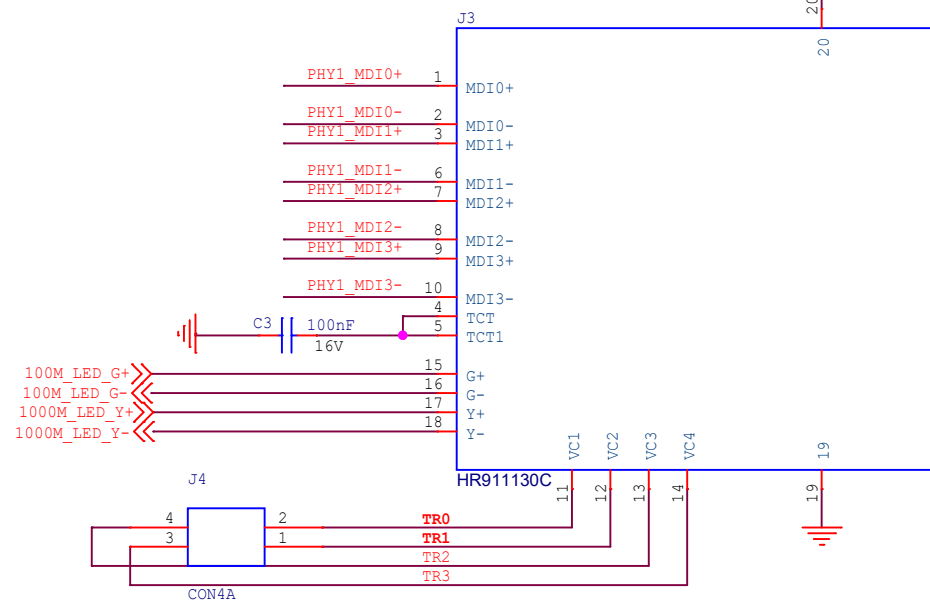 J3
20
20
PHY1_MDI0+ 1 MDI0+
PHY1_MDI0- 2 MDI0-
PHY1_MDI1+ 3 MDI1+
PHY1_MDI1- 6 MDI1-
PHY1_MDI2+ 7 MDI2+
PHY1_MDI2- 8 MDI2-
PHY1_MDI3+ 9 MDI3+
PHY1_MDI3- 10 MDI3-
4 TCT
C3 100nF 5 TCT1
16V
100M_LED_G+ 15 G+
100M_LED_G- 16 G-
1000M_LED_Y+ 17 Y+
1000M_LED_Y- 18 Y-
VC1 VC2 VC3 VC4 19
HR911130C
11 12 13 14 19
J4
4 2 TR0
3 1 TR1
TR2
TR3
CON4A